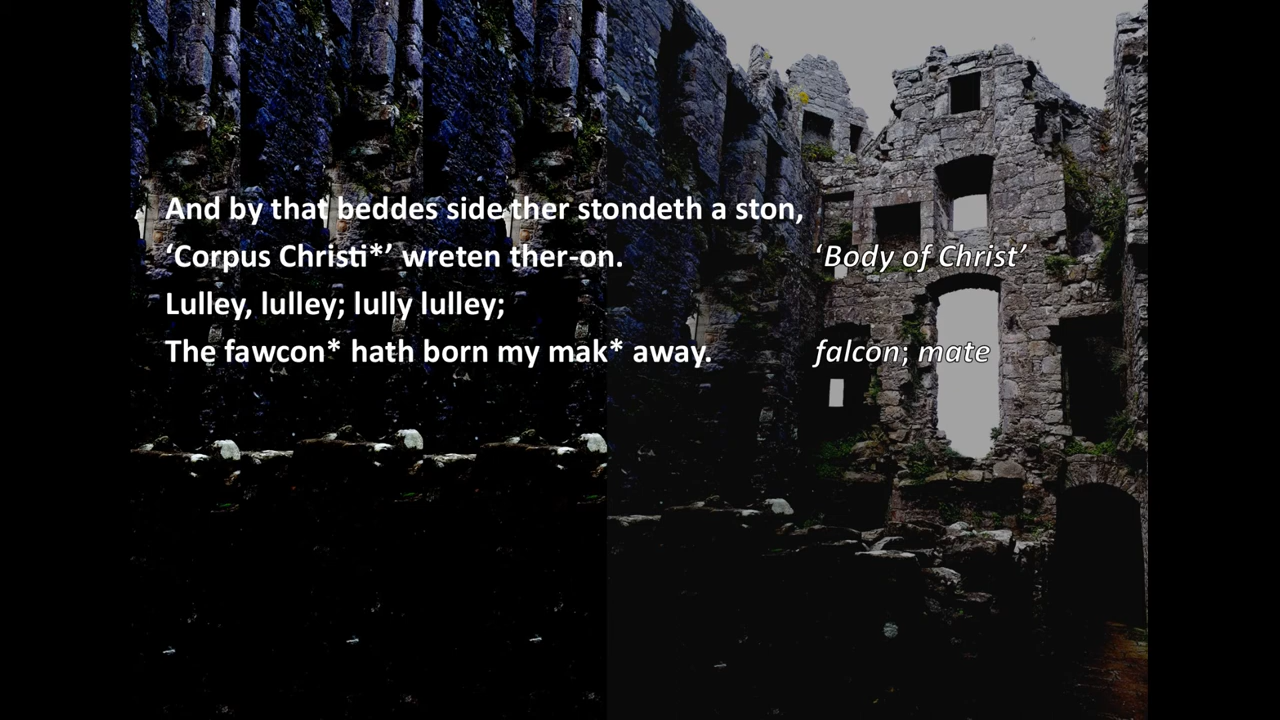 And by that beddes side ther stondeth a ston,
‘Corpus Christi*’ wreten ther-on. ‘Body of Christ’
Lulley, lulley; lully lulley;
The fawcon* hath born my mak* away. falcon; mate